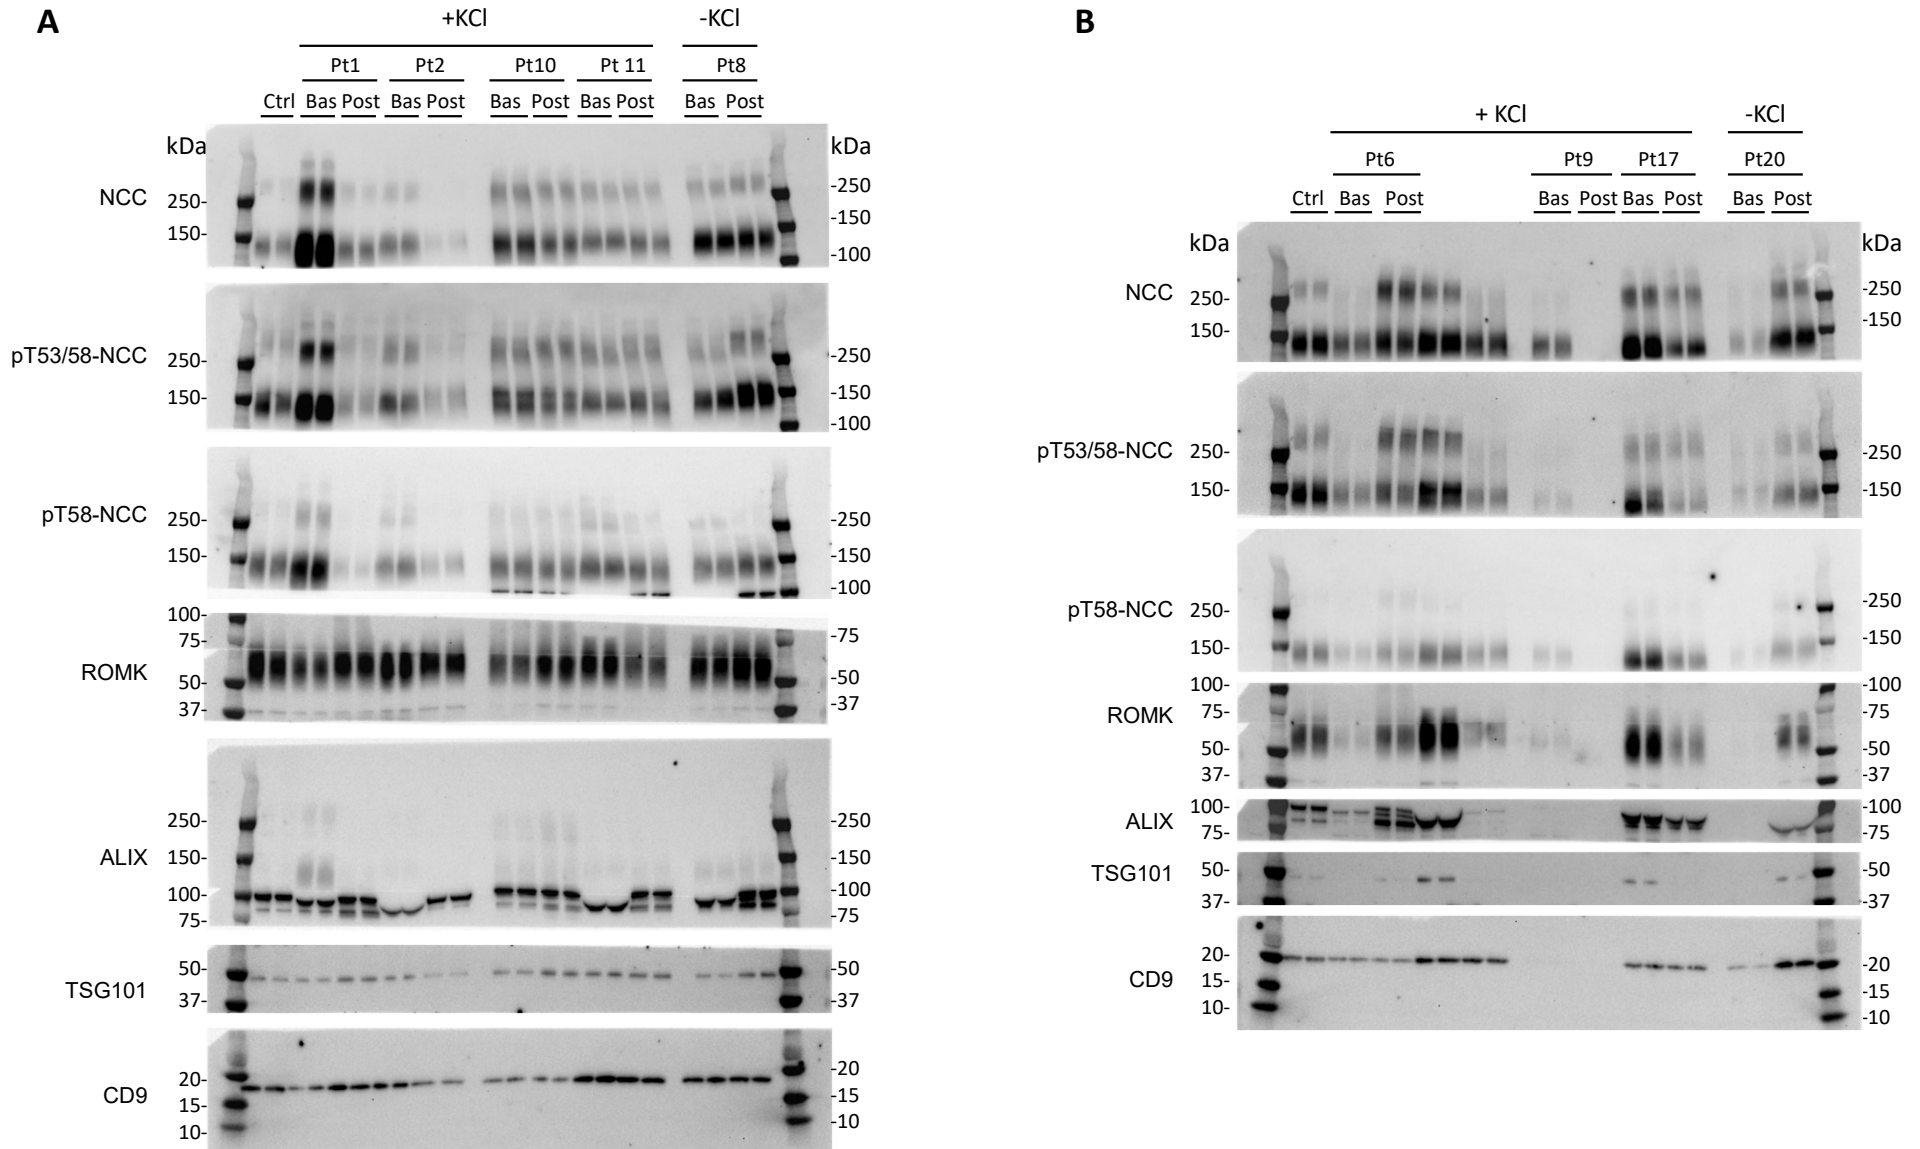 A
+KCl -KCl
Pt1 Pt2 Pt10 Pt 11 Pt8
Ctrl Bas Post Bas Post Bas Post Bas Post Bas Post
kDa kDa
NCC 250- 150- -250 -150 -100
pT53/58-NCC 250- 150- -250 -150 -100
pT58-NCC 250- 150- -250 -150 -100
ROMK 100- 75- 50- 37- -75 -50 -37
ALIX 250- 150- 100- 75- -250 -150 -100 -75
TSG101 50- 37- -50 -37
CD9 20- 15- 10- -20 -15 -10
B
+ KCl -KCl
Pt6 Pt9 Pt17 Pt20
Ctrl Bas Post Bas Post Bas Post Bas Post
kDa kDa
NCC 250- 150- -250 -150
pT53/58-NCC 250- 150- -250 -150
pT58-NCC 250- 150- -250 -150
ROMK 100- 75- 50- 37- -100 -75 -50 -37
ALIX 100- 75- -100 -75
TSG101 50- 37- -50 -37
CD9 20- 15- 10- -20 -15 -10